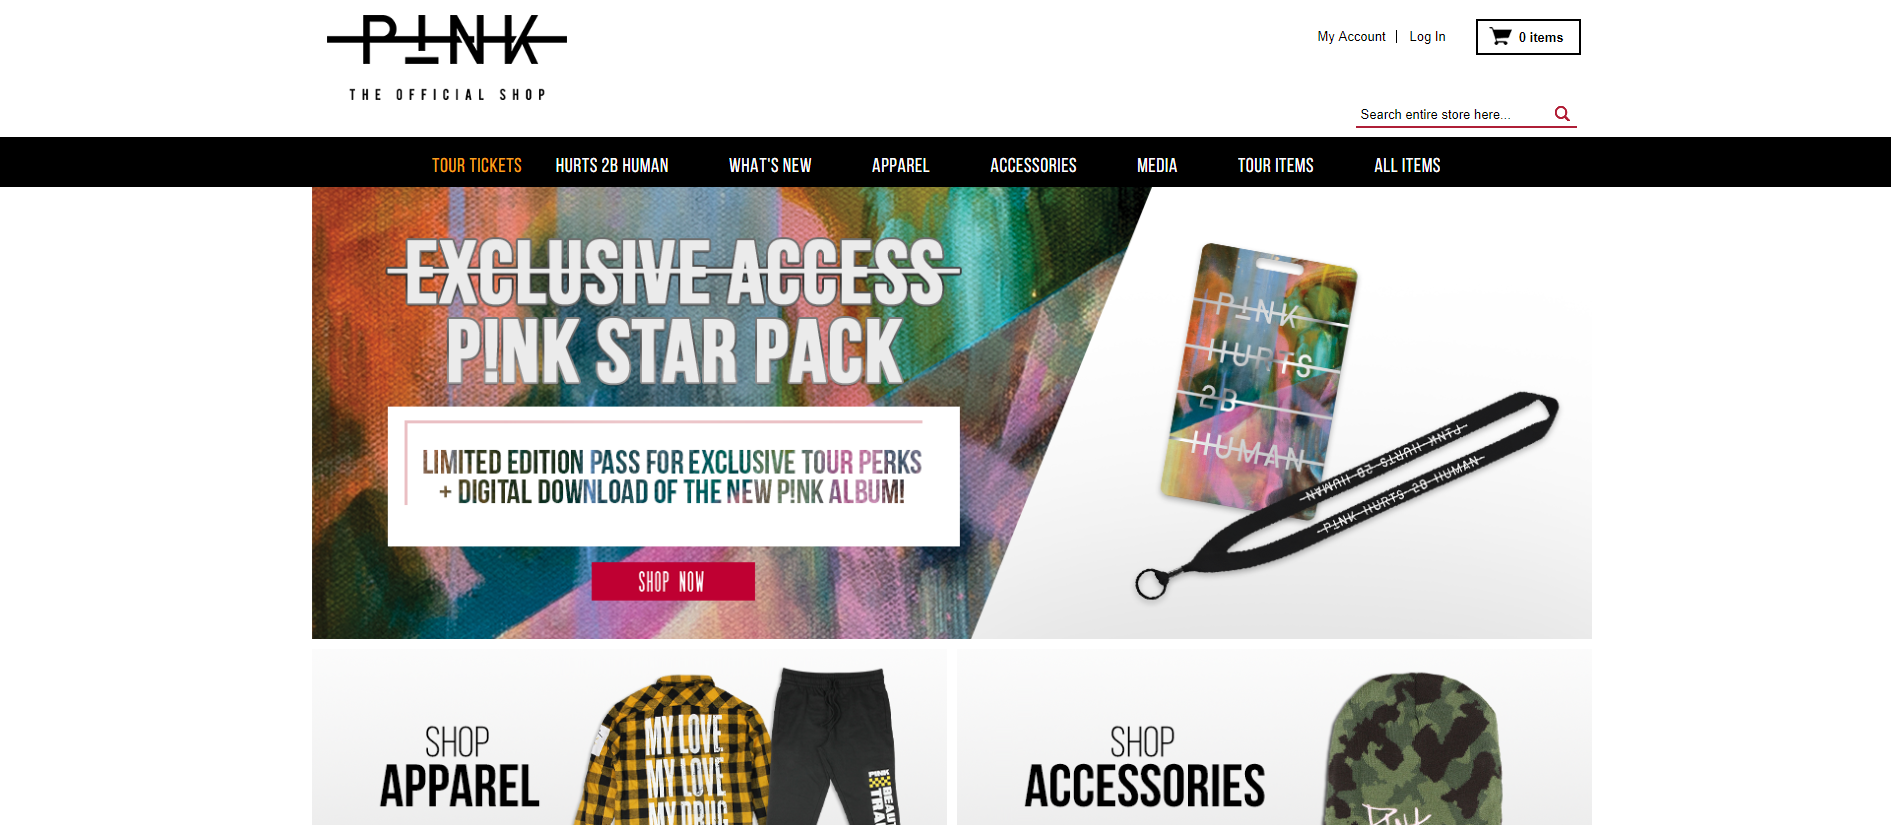 P!NK
THE OFFICIAL SHOP
My Account | Log In
0 items
Search entire store here...
TOUR TICKETS HURTS 2B HUMAN WHAT'S NEW APPAREL ACCESSORIES MEDIA TOUR ITEMS ALL ITEMS
EXCLUSIVE ACCESS
P!NK STAR PACK
LIMITED EDITION PASS FOR EXCLUSIVE TOUR PERKS
+ DIGITAL DOWNLOAD OF THE NEW P!NK ALBUM!
SHOP NOW
P!NK
HURTS
2B
HUMAN
P!NK HURTS 2B HUMAN
P!NK HURTS 2B HUMAN
SHOP
APPAREL
MY LOVE
MY LOVE
MY DRUG
P!NK
SHOP
ACCESSORIES
P!NK